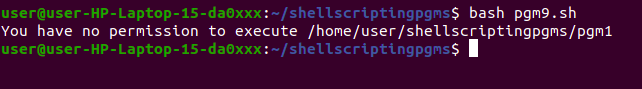 user@user-HP-Laptop-15-da0xxx:~/shellscriptingpgms$ bash pgm9.sh
You have no permission to execute /home/user/shellscriptingpgms/pgm1
user@user-HP-Laptop-15-da0xxx:~/shellscriptingpgms$